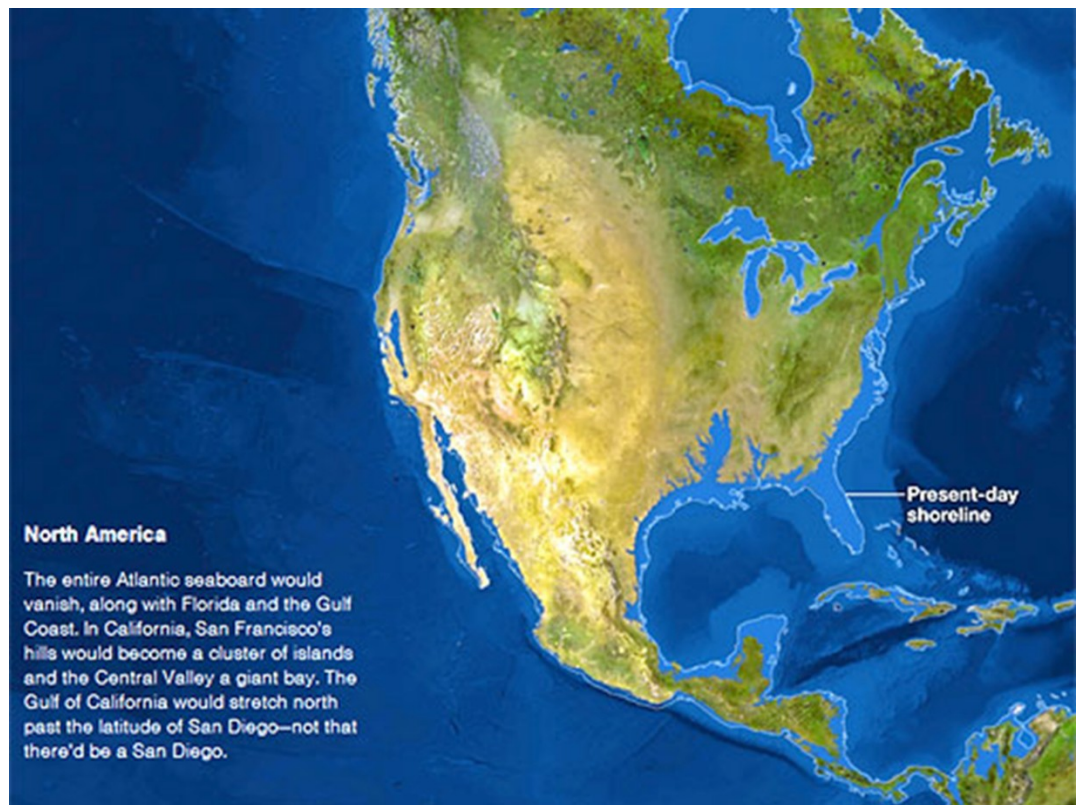 Present-day
shoreline
North America
The entire Atlantic seaboard would
vanish, along with Florida and the Gulf
Coast. In California, San Francisco's
hills would become a cluster of islands
and the Central Valley a giant bay. The
Gulf of California would stretch north
past the latitude of San Diego—not that
there'd be a San Diego.